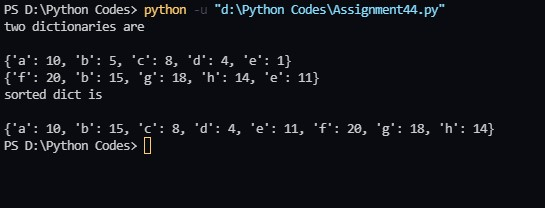 PS D:\Python Codes> python -u "d:\Python Codes\Assignment44.py"
two dictionaries are
{'a': 10, 'b': 5, 'c': 8, 'd': 4, 'e': 1}
{'f': 20, 'b': 15, 'g': 18, 'h': 14, 'e': 11}
sorted dict is
{'a': 10, 'b': 15, 'c': 8, 'd': 4, 'e': 11, 'f': 20, 'g': 18, 'h': 14}
PS D:\Python Codes>